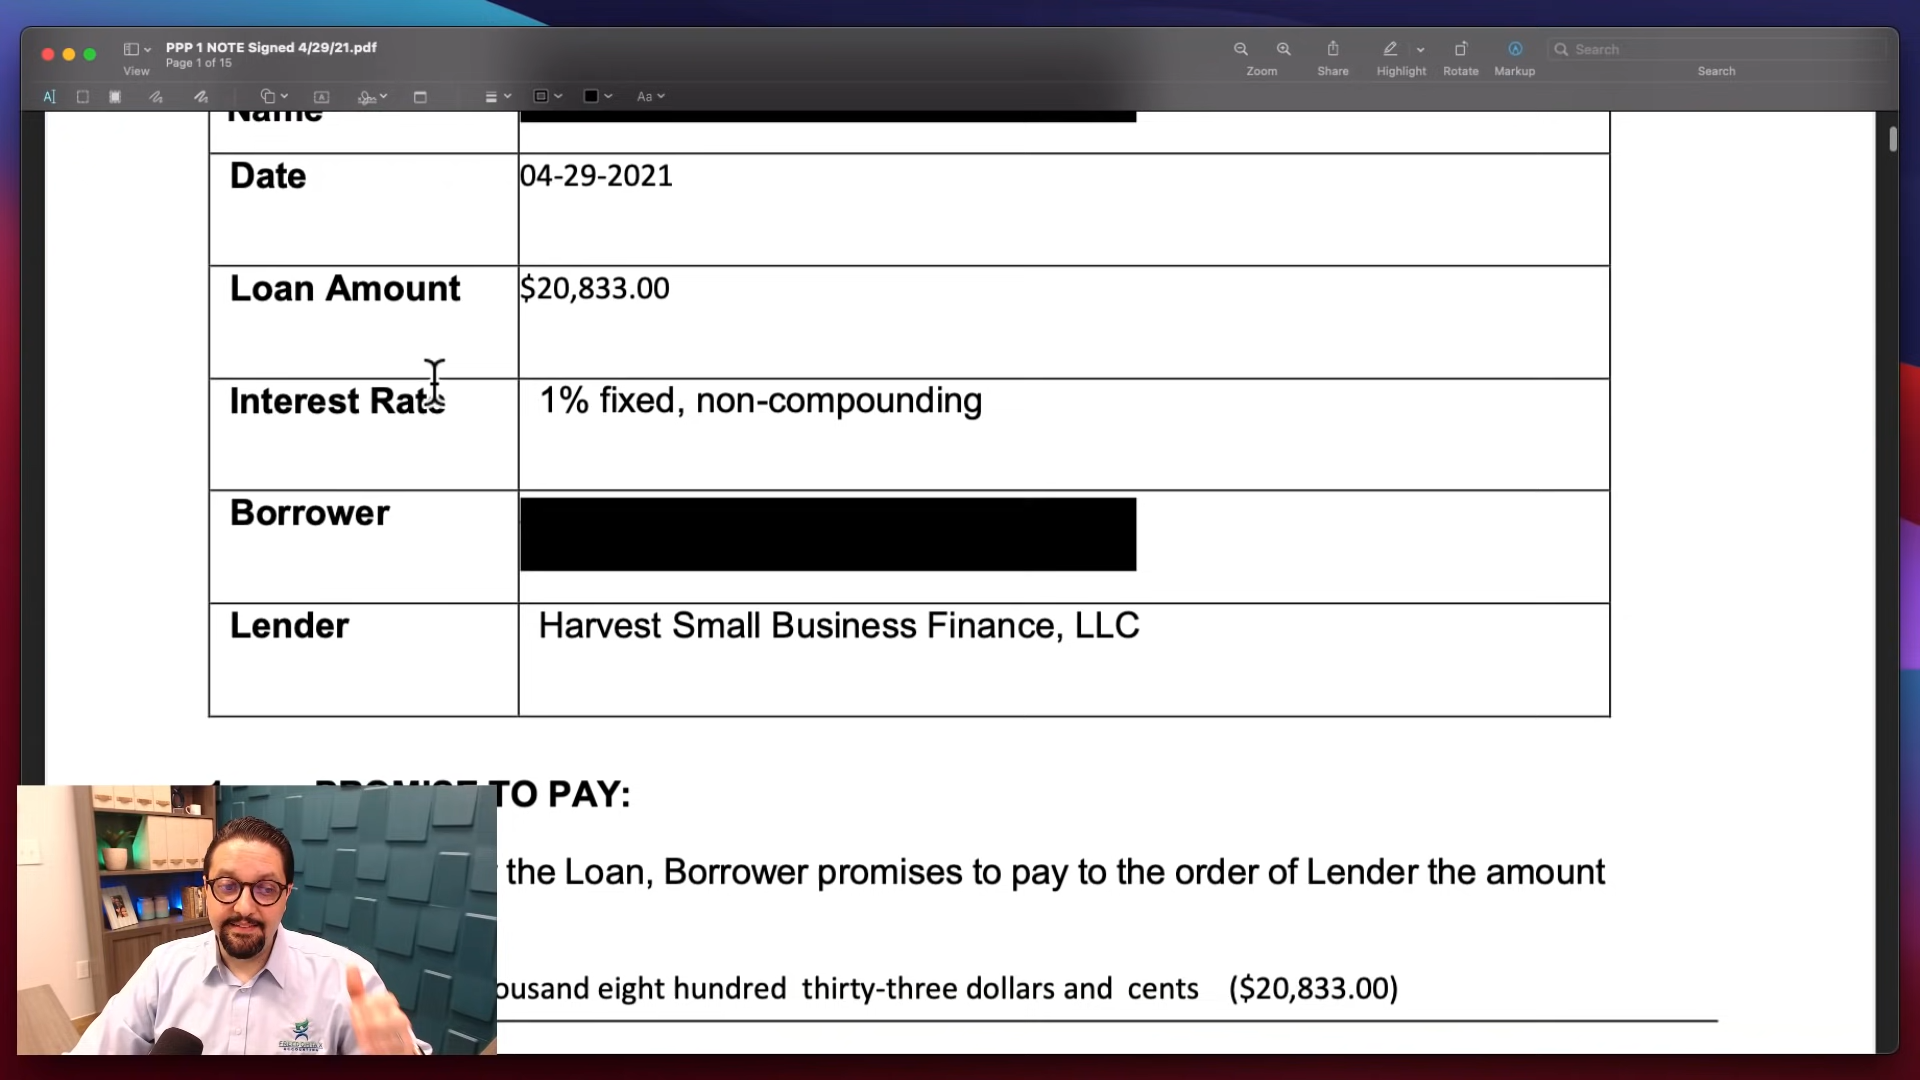 PPP 1 NOTE Signed 4/29/21.pdf
Page 1 of 15
View
Zoom
Share
Highlight
Rotate
Markup
Search
Search
Aa
Name
Date
04-29-2021
Loan Amount
$20,833.00
Interest Rate
1% fixed, non-compounding
Borrower
Lender
Harvest Small Business Finance, LLC
PROMISE TO PAY:
the Loan, Borrower promises to pay to the order of Lender the amount
ousand eight hundred thirty-three dollars and cents ($20,833.00)